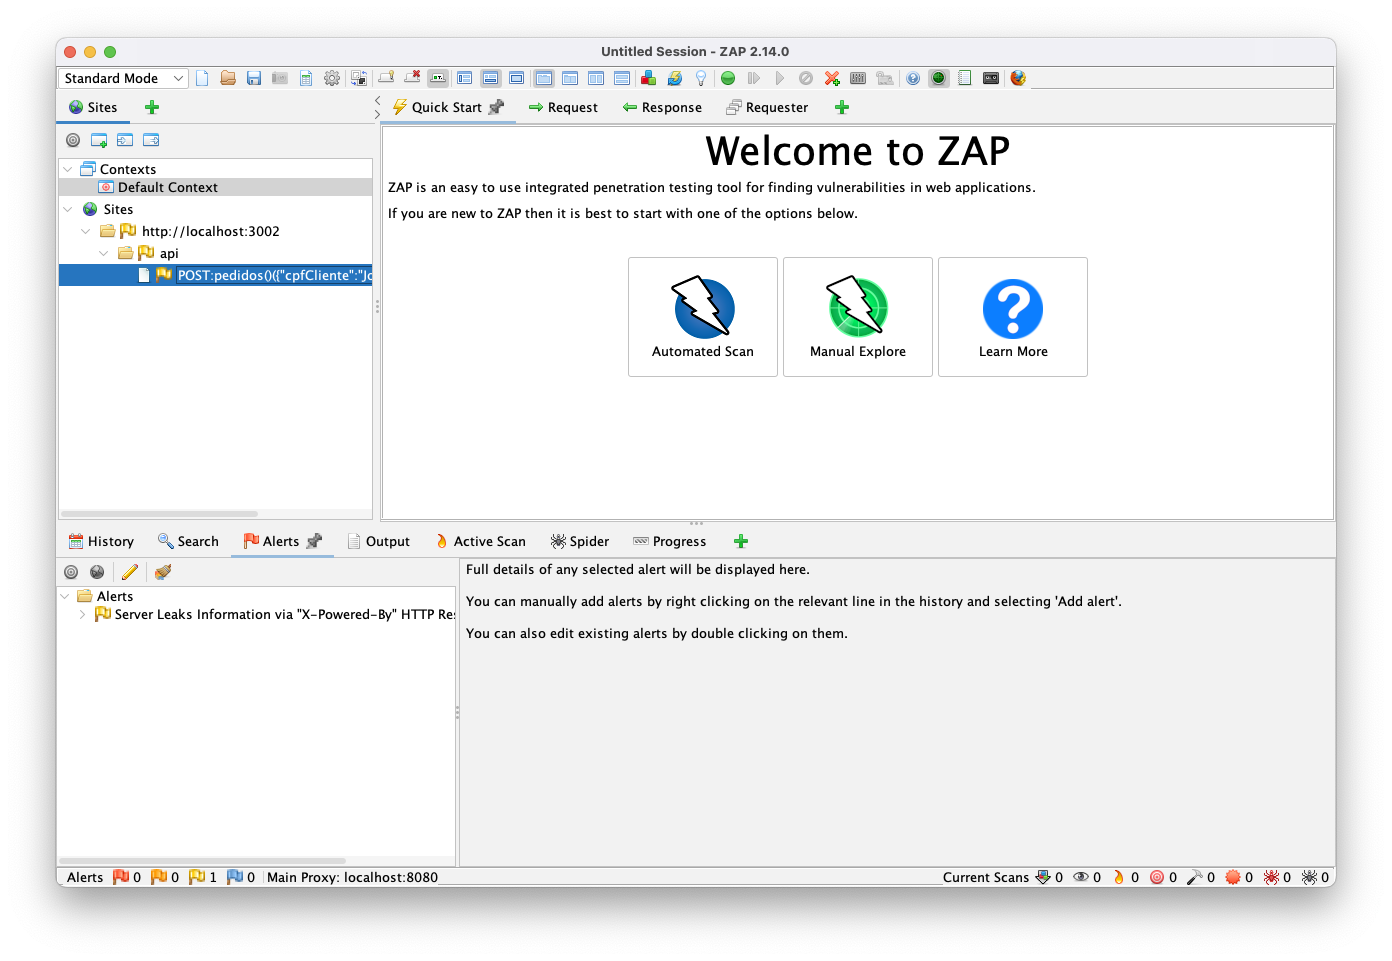 Untitled Session - ZAP 2.14.0
Standard Mode
Sites
Quick Start
Request
Response
Requester
Contexts
Default Context
Sites
http://localhost:3002
api
POST:pedidos()({"cpfCliente":"Jo
Welcome to ZAP
ZAP is an easy to use integrated penetration testing tool for finding vulnerabilities in web applications.
If you are new to ZAP then it is best to start with one of the options below.
Automated Scan
Manual Explore
Learn More
History
Search
Alerts
Output
Active Scan
Spider
Progress
Alerts
Server Leaks Information via "X-Powered-By" HTTP Res
Full details of any selected alert will be displayed here.
You can manually add alerts by right clicking on the relevant line in the history and selecting 'Add alert'.
You can also edit existing alerts by double clicking on them.
Alerts 0 0 1 0 Main Proxy: localhost:8080
Current Scans 0 0 0 0 0 0 0 0